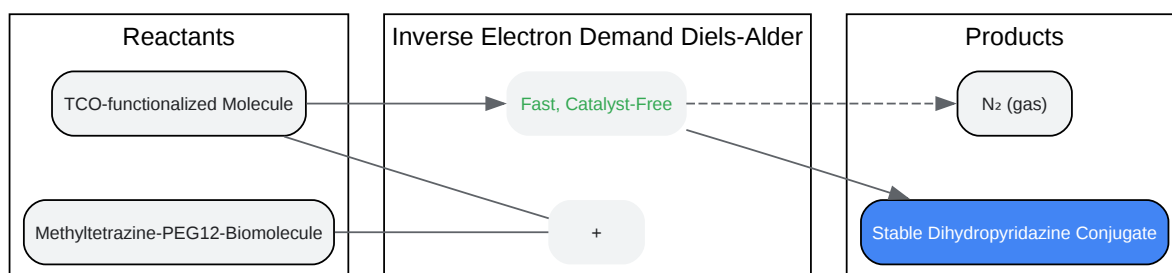 Reactants
Inverse Electron Demand Diels-Alder
Products
TCO-functionalized Molecule
Fast, Catalyst-Free
N₂ (gas)
Methyltetrazine-PEG12-Biomolecule
+
Stable Dihydropyridazine Conjugate